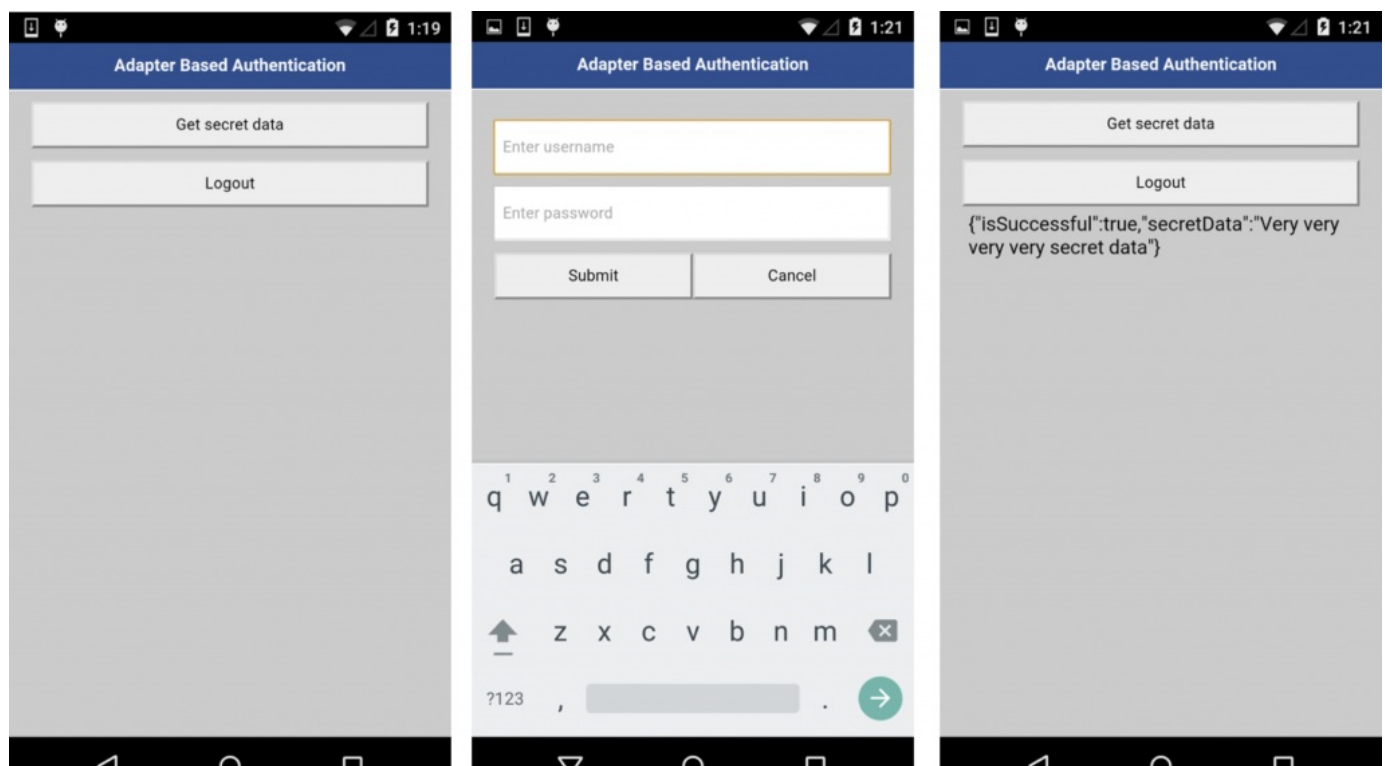 1:19
Adapter Based Authentication
Get secret data
Logout
1:21
Adapter Based Authentication
Enter username
Enter password
Submit
Cancel
1 2 3 4 5 6 7 8 9 0
q w e r t y u i o p
a s d f g h j k l
z x c v b n m
?123 , .
1:21
Adapter Based Authentication
Get secret data
Logout
{"isSuccessful":true,"secretData":"Very very
very very secret data"}